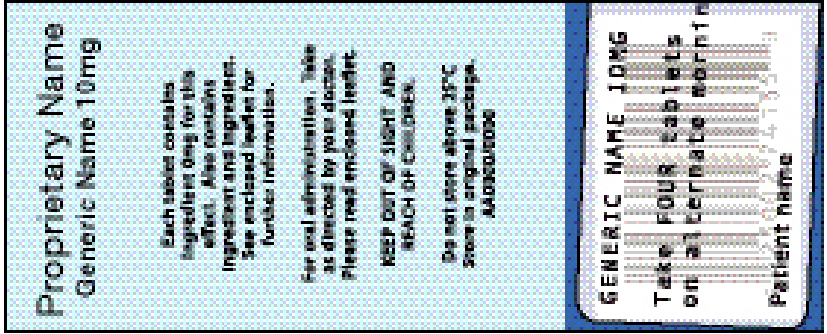 Proprietary Name
Generic Name 10mg
Each tablet contains
Ingredient 0mg for this
effect. Also contains
Ingredient and Ingredient.
See enclosed leaflet for
further information.
For oral administration. Take
as directed by your doctor.
Please read enclosed leaflet.
KEEP OUT OF SIGHT AND
REACH OF CHILDREN.
Do not store above 25°C
Store in original package.
GENERIC NAME 10MG
Take FOUR tablets
on alternate mornin
Patient name